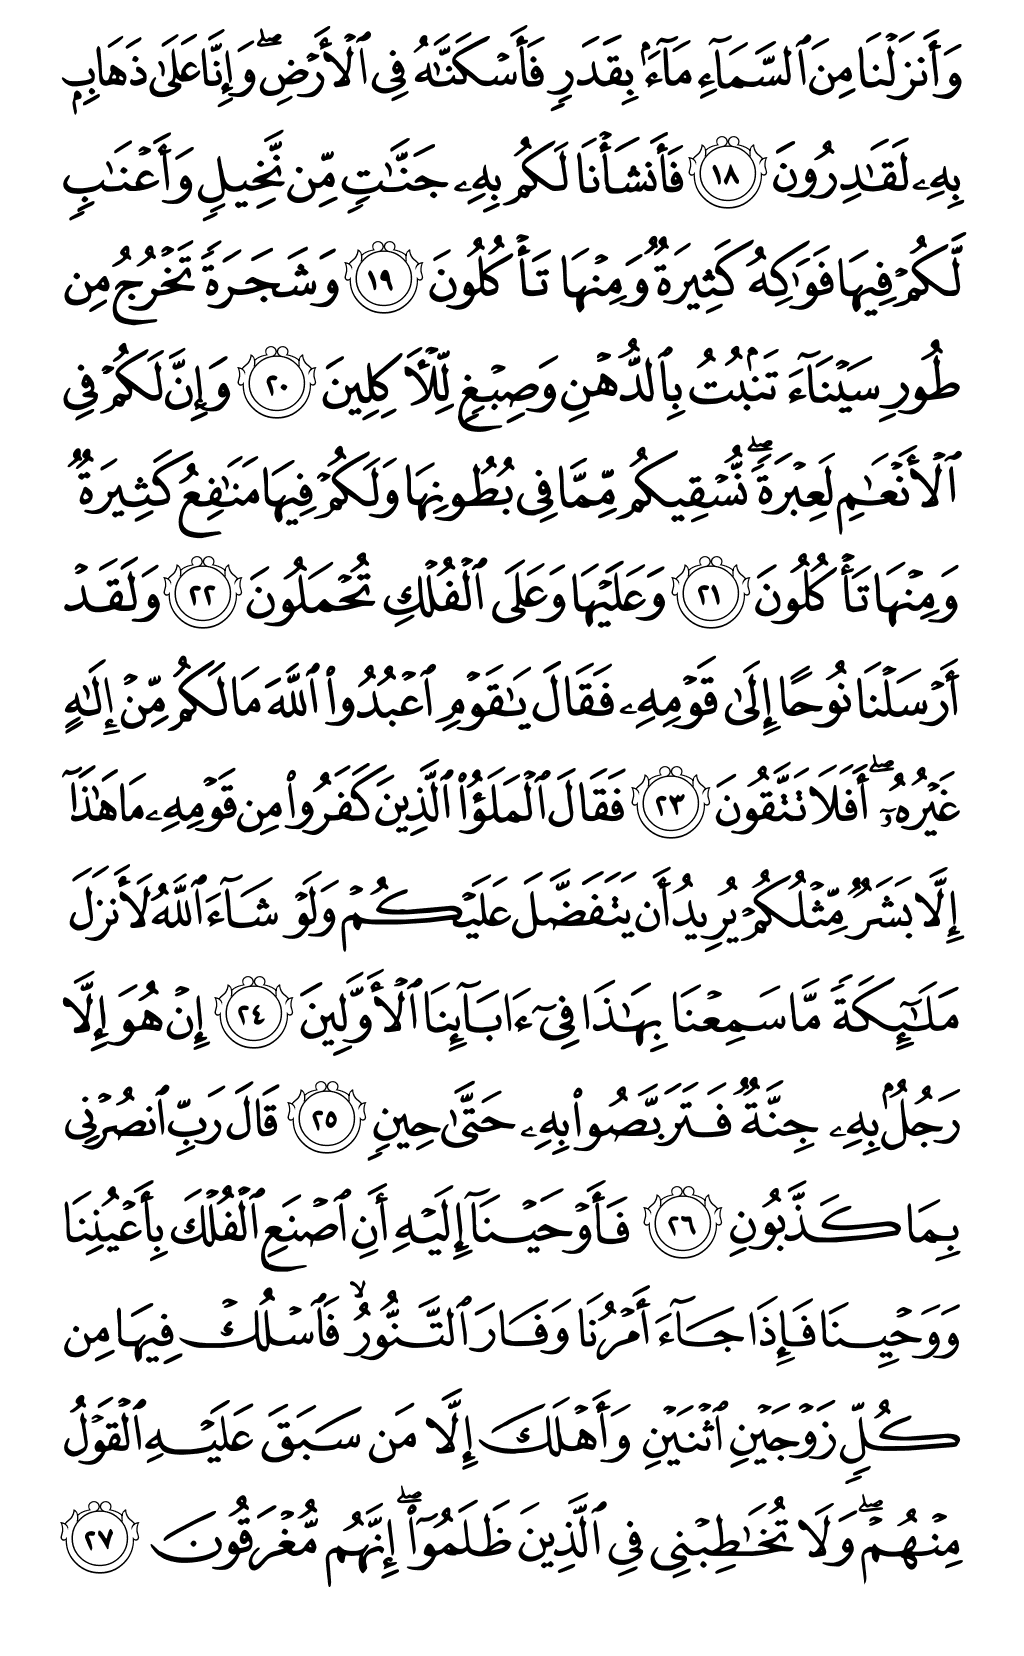 وَأَنزَلْنَا مِنَ ٱلسَّمَآءِ مَآءًۢ بِقَدَرٍ فَأَسْكَنَّٰهُ فِى ٱلْأَرْضِ ۖ وَإِنَّا عَلَىٰ ذَهَابٍۭ
بِهِۦ لَقَٰدِرُونَ ١٨ فَأَنشَأْنَا لَكُم بِهِۦ جَنَّٰتٍ مِّن نَّخِيلٍ وَأَعْنَٰبٍ
لَّكُمْ فِيهَا فَوَٰكِهُ كَثِيرَةٌ وَمِنْهَا تَأْكُلُونَ ١٩ وَشَجَرَةً تَخْرُجُ مِن
طُورِ سَيْنَآءَ تَنۢبُتُ بِٱلدُّهْنِ وَصِبْغٍ لِّلْـَٔاكِلِينَ ٢٠ وَإِنَّ لَكُمْ فِى
ٱلْأَنْعَٰمِ لَعِبْرَةً ۖ نُّسْقِيكُم مِّمَّا فِى بُطُونِهَا وَلَكُمْ فِيهَا مَنَٰفِعُ كَثِيرَةٌ
وَمِنْهَا تَأْكُلُونَ ٢١ وَعَلَيْهَا وَعَلَى ٱلْفُلْكِ تُحْمَلُونَ ٢٢ وَلَقَدْ
أَرْسَلْنَا نُوحًا إِلَىٰ قَوْمِهِۦ فَقَالَ يَٰقَوْمِ ٱعْبُدُوا۟ ٱللَّهَ مَا لَكُم مِّنْ إِلَٰهٍ
غَيْرُهُۥٓ ۖ أَفَلَا تَتَّقُونَ ٢٣ فَقَالَ ٱلْمَلَؤُا۟ ٱلَّذِينَ كَفَرُوا۟ مِن قَوْمِهِۦ مَا هَٰذَآ
إِلَّا بَشَرٌ مِّثْلُكُمْ يُرِيدُ أَن يَتَفَضَّلَ عَلَيْكُمْ وَلَوْ شَآءَ ٱللَّهُ لَأَنزَلَ
مَلَٰٓئِكَةً مَّا سَمِعْنَا بِهَٰذَا فِىٓ ءَابَآئِنَا ٱلْأَوَّلِينَ ٢٤ إِنْ هُوَ إِلَّا
رَجُلٌۢ بِهِۦ جِنَّةٌ فَتَرَبَّصُوا۟ بِهِۦ حَتَّىٰ حِينٍ ٢٥ قَالَ رَبِّ ٱنصُرْنِى
بِمَا كَذَّبُونِ ٢٦ فَأَوْحَيْنَآ إِلَيْهِ أَنِ ٱصْنَعِ ٱلْفُلْكَ بِأَعْيُنِنَا
وَوَحْيِنَا فَإِذَا جَآءَ أَمْرُنَا وَفَارَ ٱلتَّنُّورُ ۙ فَٱسْلُكْ فِيهَا مِن
كُلٍّ زَوْجَيْنِ ٱثْنَيْنِ وَأَهْلَكَ إِلَّا مَن سَبَقَ عَلَيْهِ ٱلْقَوْلُ
مِنْهُمْ ۖ وَلَا تُخَٰطِبْنِى فِى ٱلَّذِينَ ظَلَمُوٓا۟ ۖ إِنَّهُم مُّغْرَقُونَ ٢٧